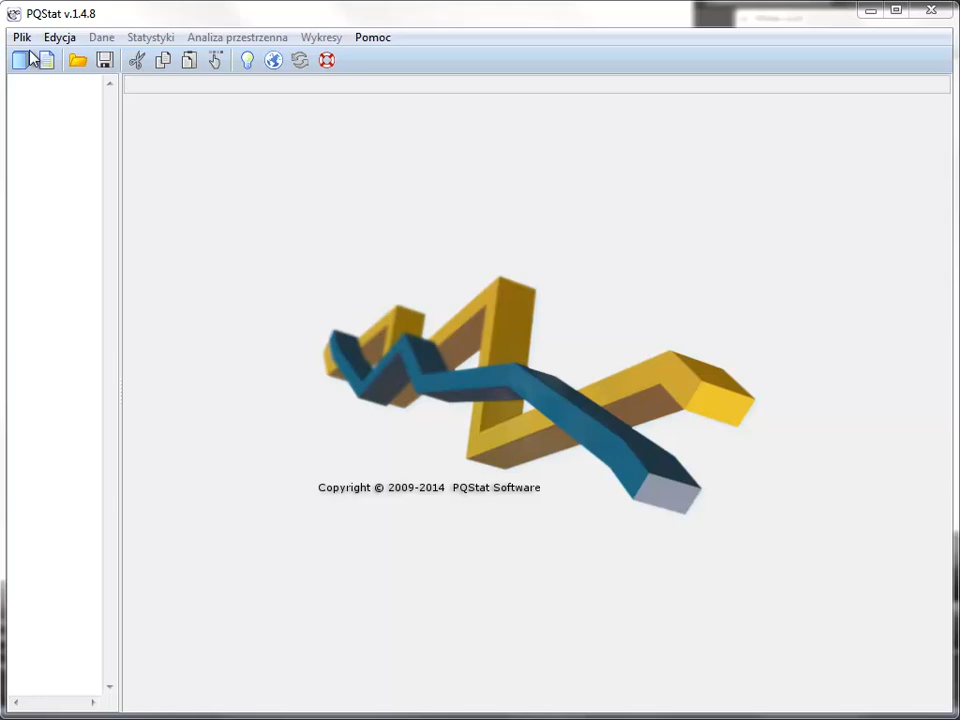 PQStat v.1.4.8
Plik Edycja Dane Statystyki Analiza przestrzenna Wykresy Pomoc
Copyright © 2009-2014 PQStat Software